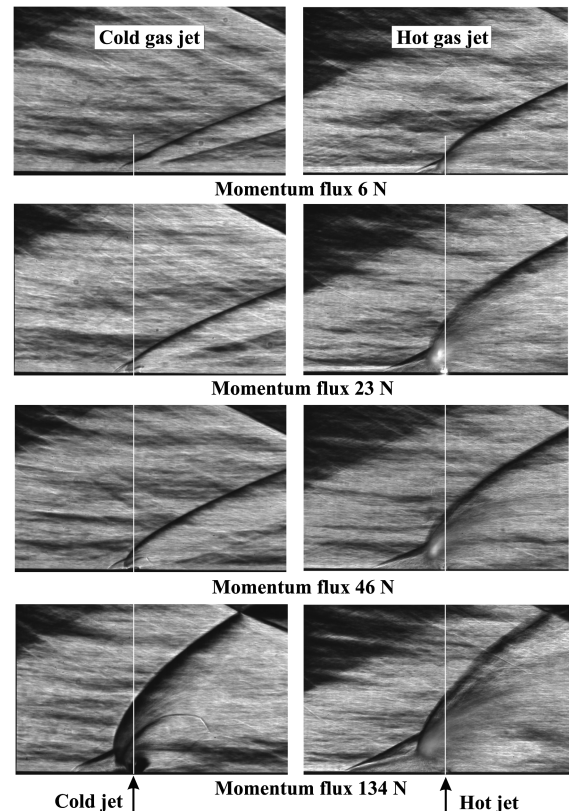 Cold gas jet
Hot gas jet
Momentum flux 6 N
Momentum flux 23 N
Momentum flux 46 N
Momentum flux 134 N
Cold jet
Hot jet